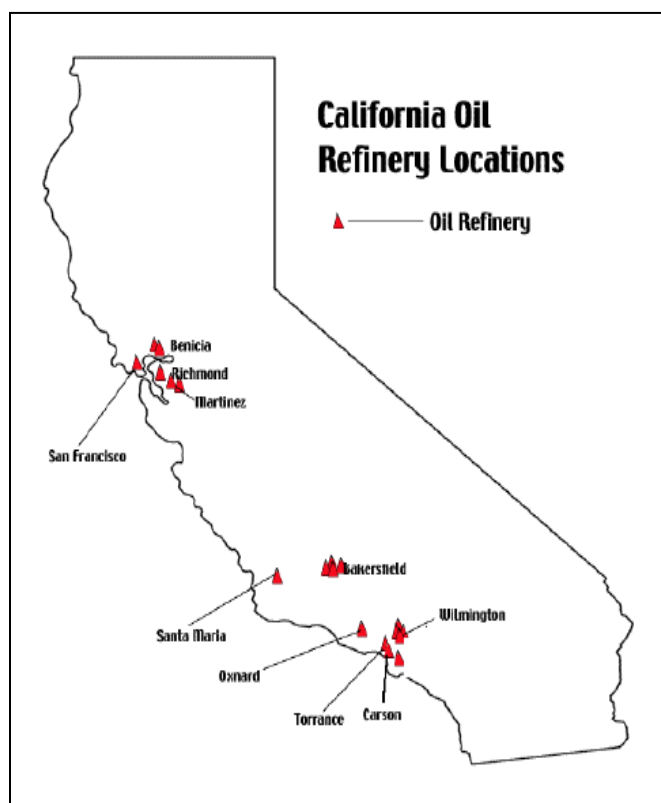 California Oil
Refinery Locations
Oil Refinery
Benicia
Richmond
Martinez
San Francisco
Bakersfield
Wilmington
Santa Maria
Oxnard
Torrance
Carson